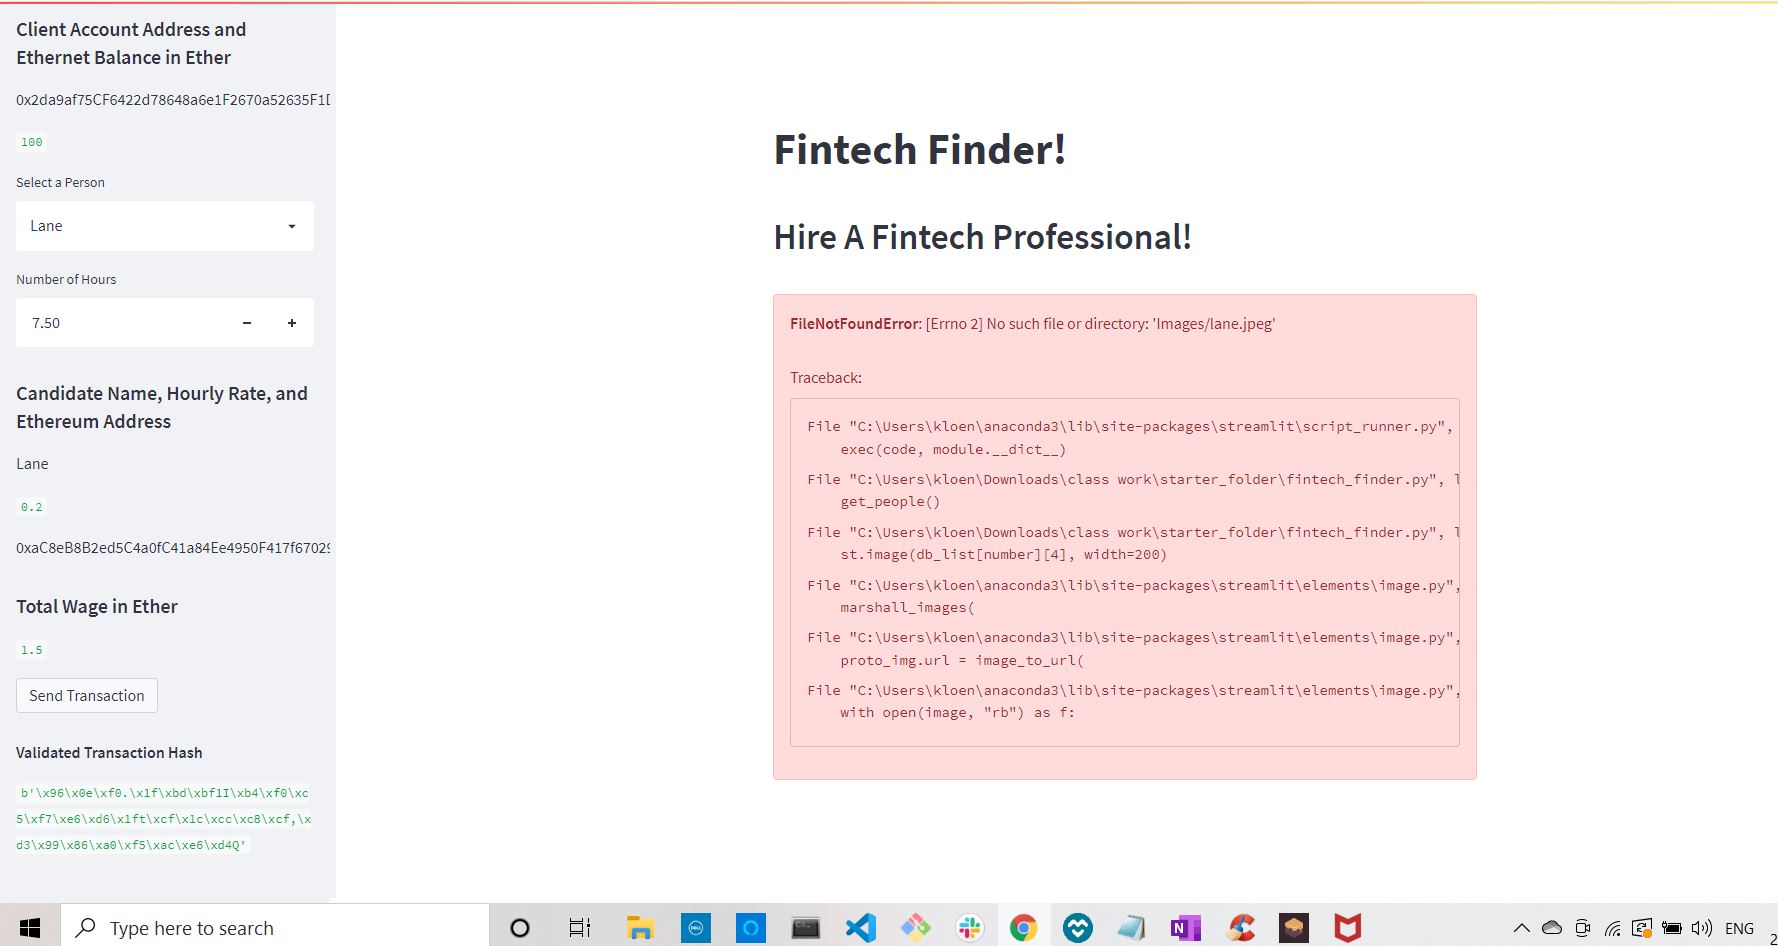 Client Account Address and
Ethernet Balance in Ether
0x2da9af75CF6422d78648a6e1F2670a52635F1D
100
Select a Person
Lane
Number of Hours
7.50
Candidate Name, Hourly Rate, and
Ethereum Address
Lane
0.2
0xaC8eB8B2ed5C4a0fC41a84Ee4950F417f67029
Total Wage in Ether
1.5
Send Transaction
Validated Transaction Hash
b'\x96\x0e\xf0.\x1f\xbd\xbflI\xb4\xf0\xc
5\xf7\xe6\xd6\x1ft\xcf\x1c\xcc\xc8\xcf,\x
d3\x99\x86\xa0\xf5\xac\xe6\xd4Q'
Fintech Finder!
Hire A Fintech Professional!
FileNotFoundError: [Errno 2] No such file or directory: 'Images/lane.jpeg'
Traceback:
File "C:\Users\kloen\anaconda3\lib\site-packages\streamlit\script_runner.py",
exec(code, module.__dict__)
File "C:\Users\kloen\Downloads\class work\starter_folder\fintech_finder.py", l
get_people()
File "C:\Users\kloen\Downloads\class work\starter_folder\fintech_finder.py", l
st.image(db_list[number][4], width=200)
File "C:\Users\kloen\anaconda3\lib\site-packages\streamlit\elements\image.py",
marshall_images(
File "C:\Users\kloen\anaconda3\lib\site-packages\streamlit\elements\image.py",
proto_img.url = image_to_url(
File "C:\Users\kloen\anaconda3\lib\site-packages\streamlit\elements\image.py",
with open(image, "rb") as f:
Type here to search
ENG